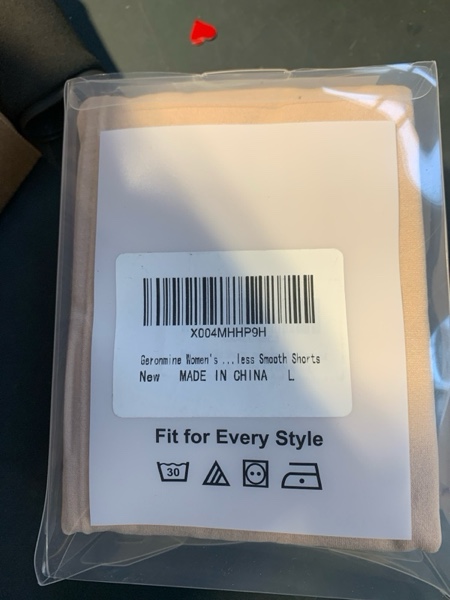 X004MHHP9H
Geronmine Women's ...less Smooth Shorts
New MADE IN CHINA L
Fit for Every Style
30